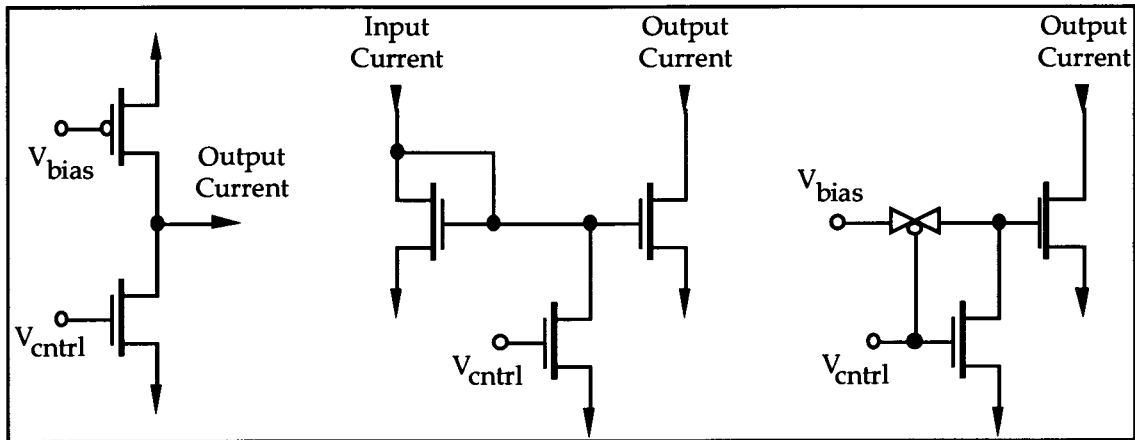 V_bias
Output
Current
V_cntrl
Input
Current
Output
Current
V_cntrl
Output
Current
V_bias
V_cntrl